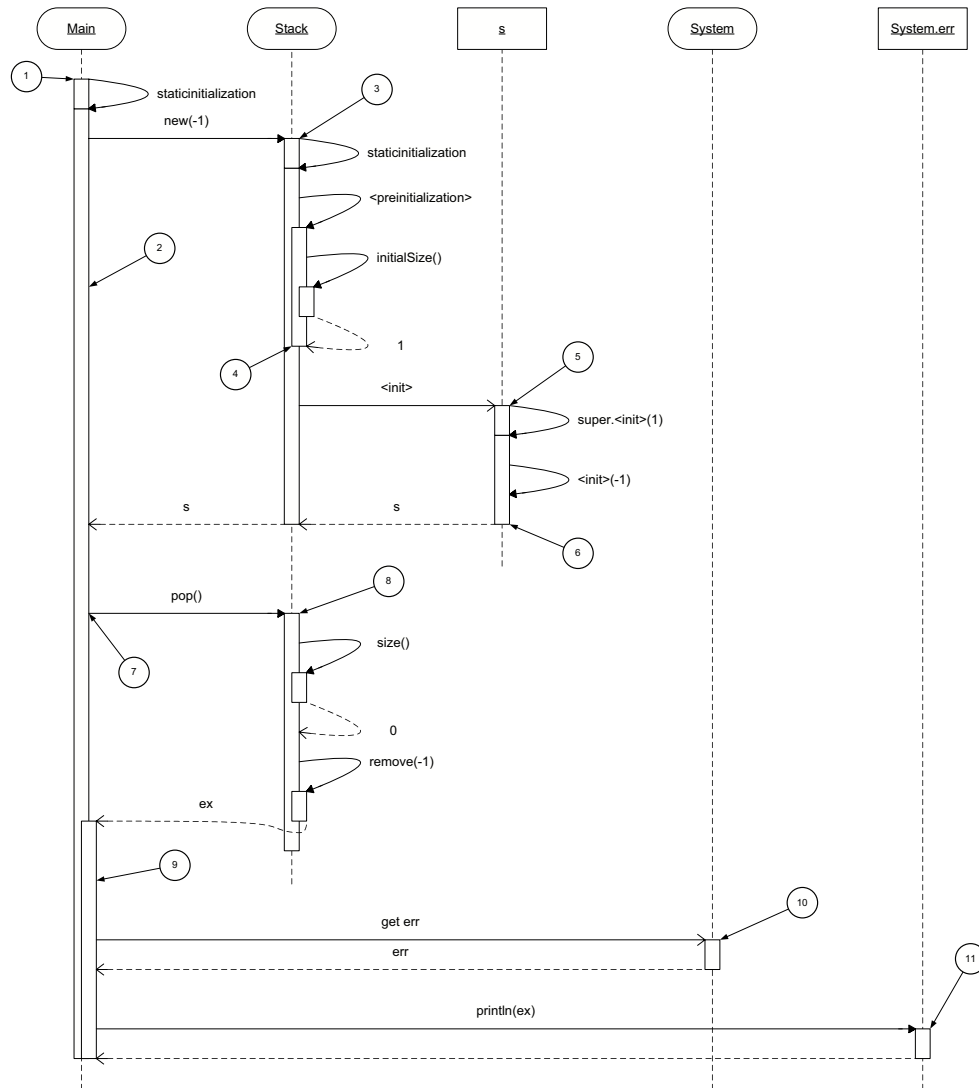 Main
Stack
s
System
System.err
1
staticinitialization
3
new(-1)
staticinitialization
<preinitialization>
2
initialSize()
1
4
5
<init>
super.<init>(1)
<init>(-1)
s
s
6
8
pop()
size()
7
0
remove(-1)
ex
9
10
get err
err
11
println(ex)